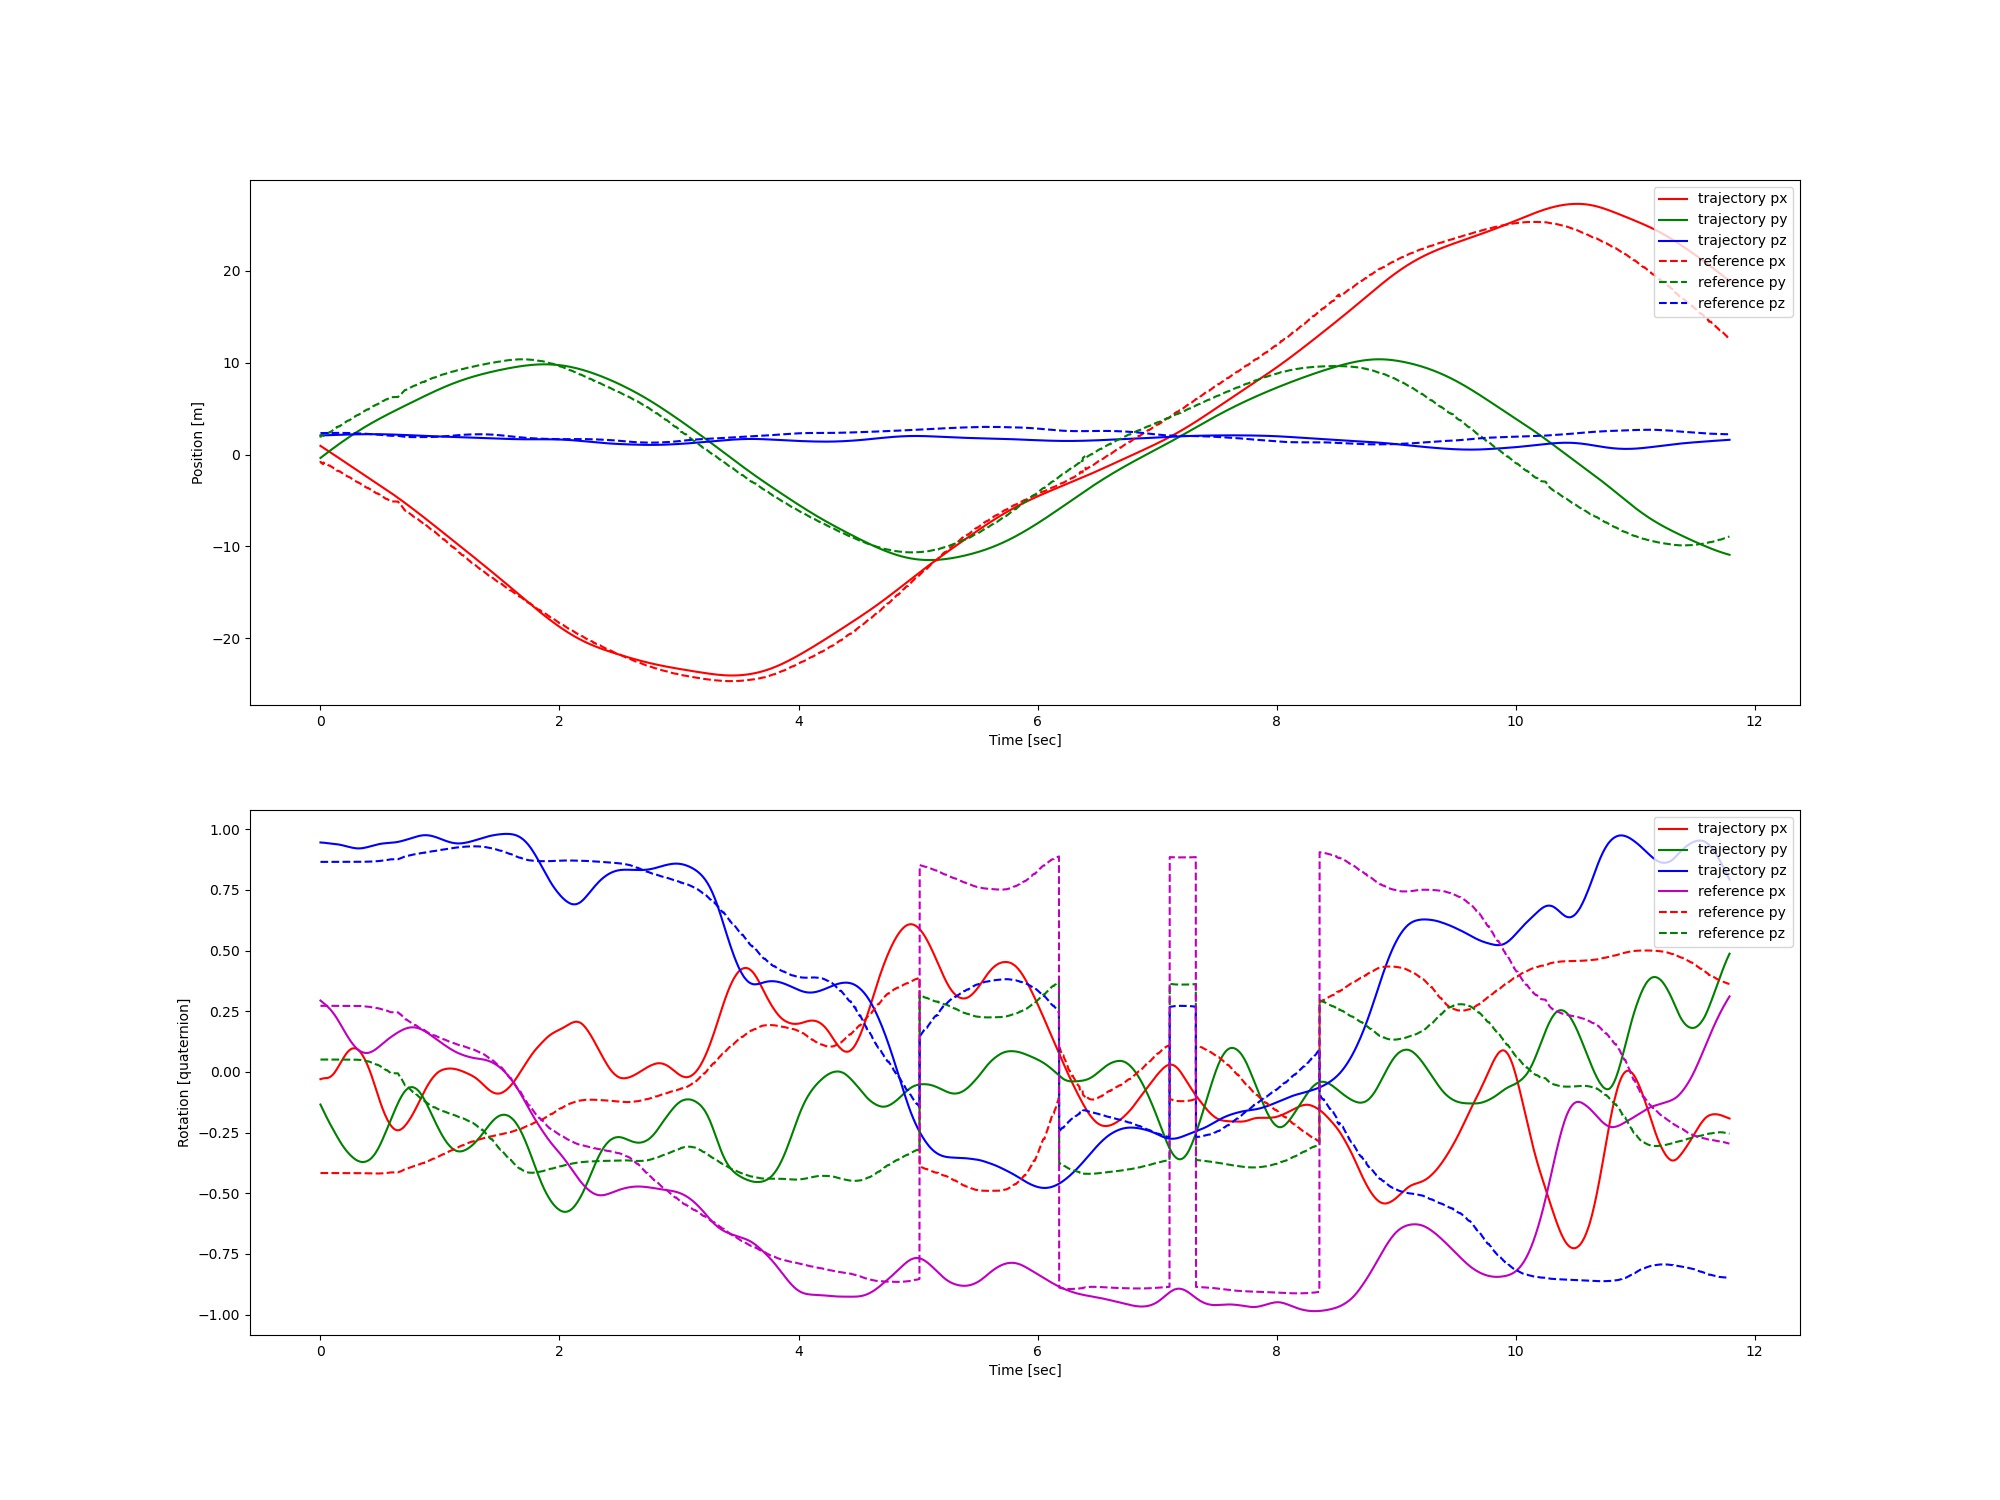 20
10
0
−10
−20
Position [m]
0 2 4 6 8 10 12
Time [sec]
trajectory px
trajectory py
trajectory pz
reference px
reference py
reference pz
1.00
0.75
0.50
0.25
0.00
−0.25
−0.50
−0.75
−1.00
Rotation [quaternion]
0 2 4 6 8 10 12
Time [sec]
trajectory px
trajectory py
trajectory pz
reference px
reference py
reference pz